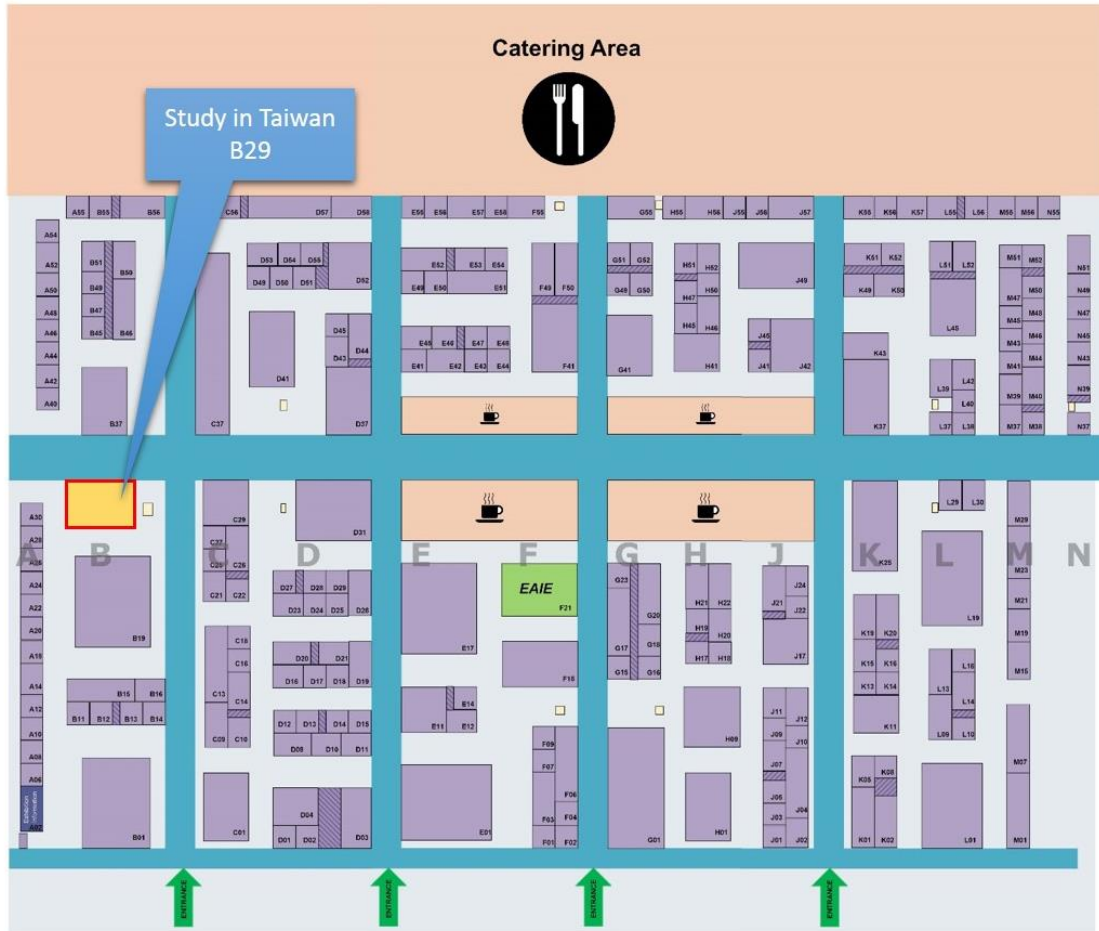 Catering Area
Study in Taiwan
B29
A55 B55 B56 C56 D57 D58 E55 E56 E57 E58 F55 G55 H55 H56 J55 J56 J57 K55 K56 K57 L55 L56 M55 M56 N55
A54
A52
A50
A48
A46
A44
A42
A40
B51
B49
B47
B45
B50
B46
B37
C37
D53 D54 D55
D49 D50 D51
D52
D41
D45
D43
D44
D37
E52 E53 E54
E49 E50 E51
E45 E46 E47 E48
E41 E42 E43 E44
F49 F50
F41
G51 G52
G49 G50
G41
H51 H52
H47 H50
H45 H46
H41
J49
J45
J41 J42
K51 K52
K49 K50
K43
K37
L51 L52
L45
L39 L42
L40
L37 L38
M51 M52
M50
M47 M48
M45 M46
M43 M44
M41
M39 M40
M37 M38
N51
N49
N47
N45
N43
N39
N37
A B C D E F G H J K L M N
A30
A28
A24
A22
A20
A18
A14
A12
A10
A08
A06
Exhibition Information
A02
B19
B15 B16
B11 B12 B13 B14
B01
C29
C27
C25 C26
C21 C22
C18
C16
C13 C14
C09 C10
C01
D31
D27 D28 D29
D23 D24 D25 D26
D20 D21
D16 D17 D18 D19
D12 D13 D14 D15
D08 D10 D11
D04
D01 D02 D03
E17
E14
E11 E12
E01
EAIE
F21
F15
F09
F07
F06
F03 F04
F01 F02
G23
G20
G17 G18
G15 G16
G01
H21 H22
H19 H20
H17 H18
H09
H01
J24
J21 J22
J17
J11 J12
J09 J10
J07
J05
J03 J04
J01 J02
K25
K19 K20
K15 K16
K13 K14
K11
K05 K08
K01 K02
L29 L30
L19
L16
L13 L14
L09 L10
L01
M29
M23
M21
M19
M15
M07
M01
ENTRANCE
ENTRANCE
ENTRANCE
ENTRANCE